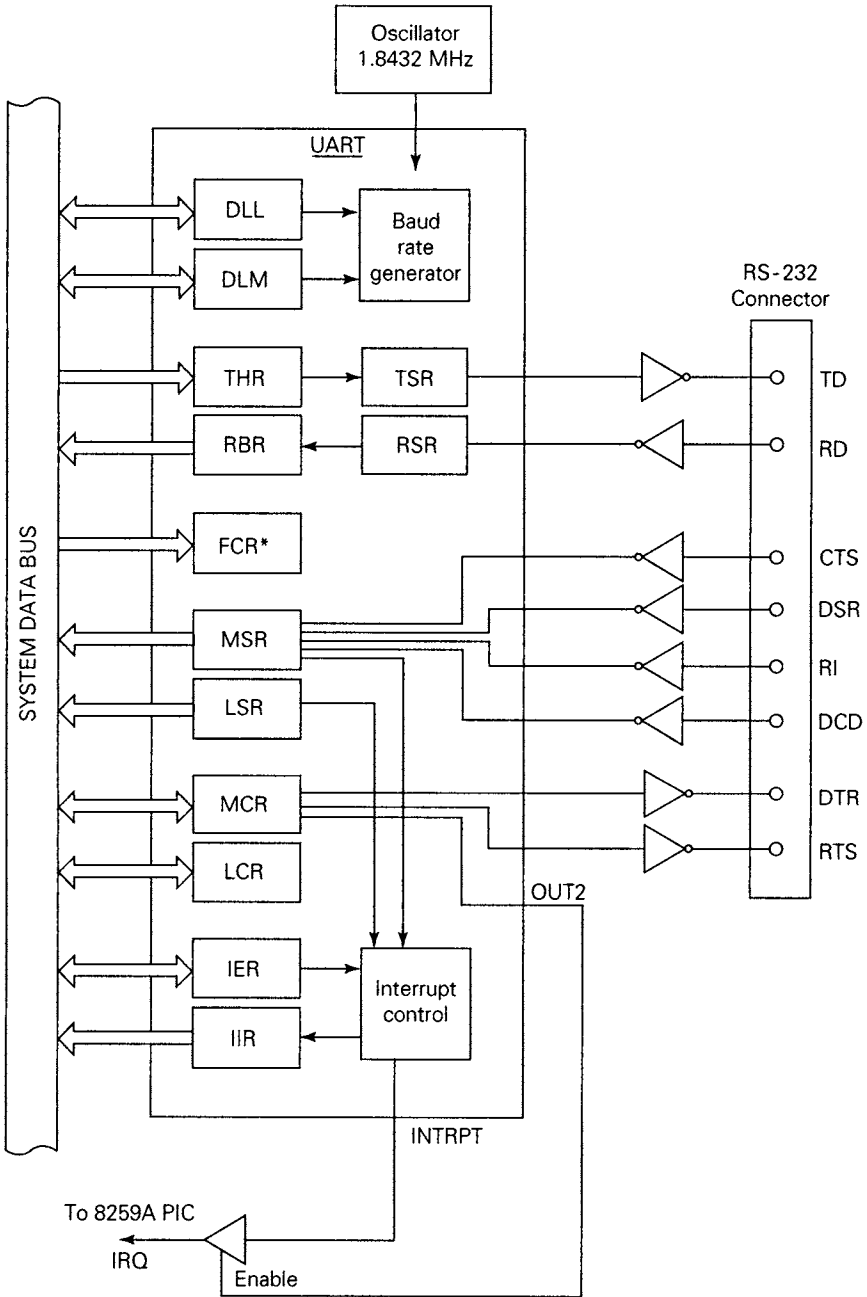 Oscillator
1.8432 MHz
UART
DLL
Baud
rate
generator
DLM
RS-232
Connector
THR
TSR
TD
RBR
RSR
RD
SYSTEM DATA BUS
FCR*
CTS
DSR
MSR
RI
LSR
DCD
MCR
DTR
RTS
LCR
OUT2
IER
Interrupt
control
IIR
INTRPT
To 8259A PIC
IRQ
Enable